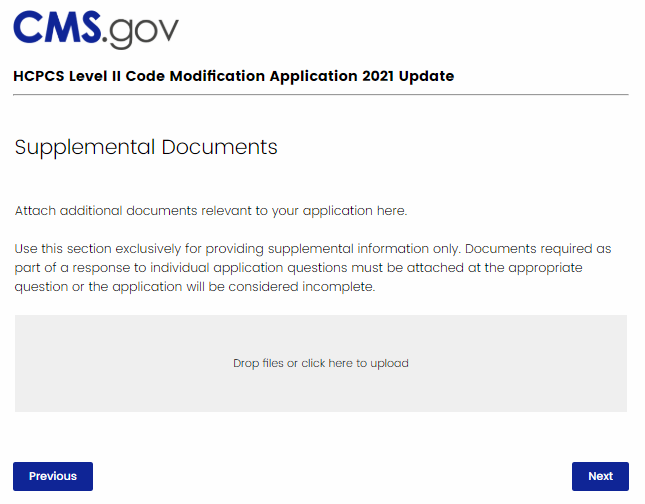 CMS.gov
HCPCS Level II Code Modification Application 2021 Update
Supplemental Documents
Attach additional documents relevant to your application here.
Use this section exclusively for providing supplemental information only. Documents required as
part of a response to individual application questions must be attached at the appropriate
question or the application will be considered incomplete.
Drop files or click here to upload
Previous
Next